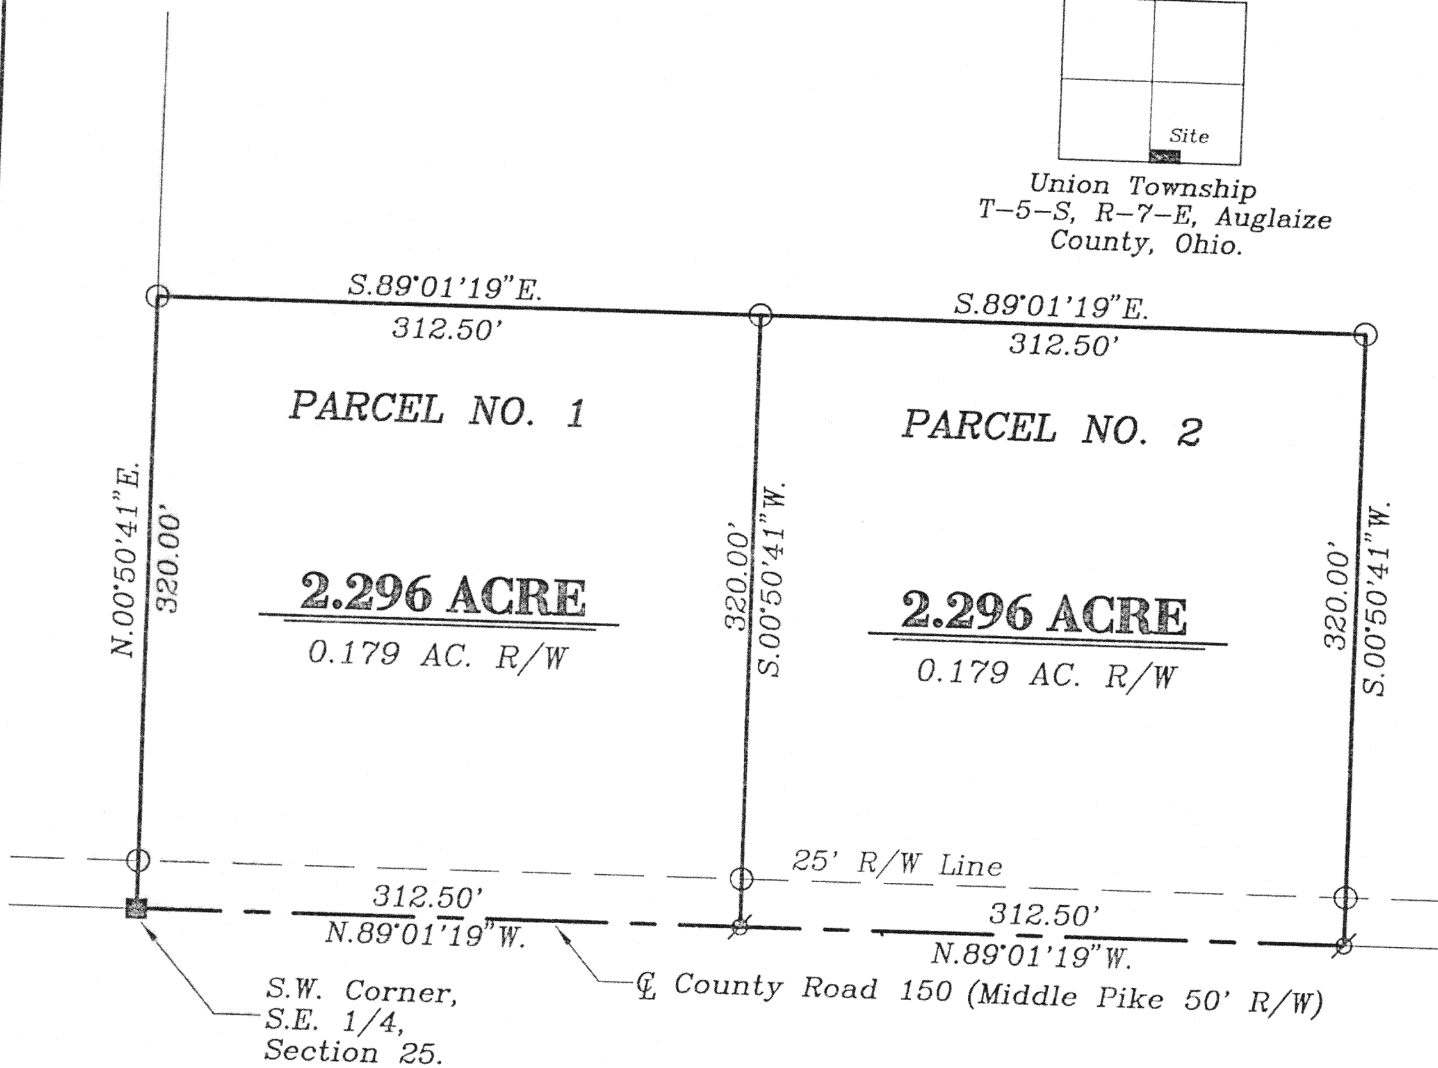 Site
Union Township
T-5-S, R-7-E, Auglaize
County, Ohio.
S.89°01'19"E.
312.50'
S.89°01'19"E.
312.50'
PARCEL NO. 1
PARCEL NO. 2
N.00°50'41"E.
320.00'
320.00'
S.00°50'41"W.
320.00'
S.00°50'41"W.
2.296 ACRE
0.179 AC. R/W
2.296 ACRE
0.179 AC. R/W
25' R/W Line
312.50'
N.89°01'19"W.
312.50'
N.89°01'19"W.
℄ County Road 150 (Middle Pike 50' R/W)
S.W. Corner,
S.E. 1/4,
Section 25.